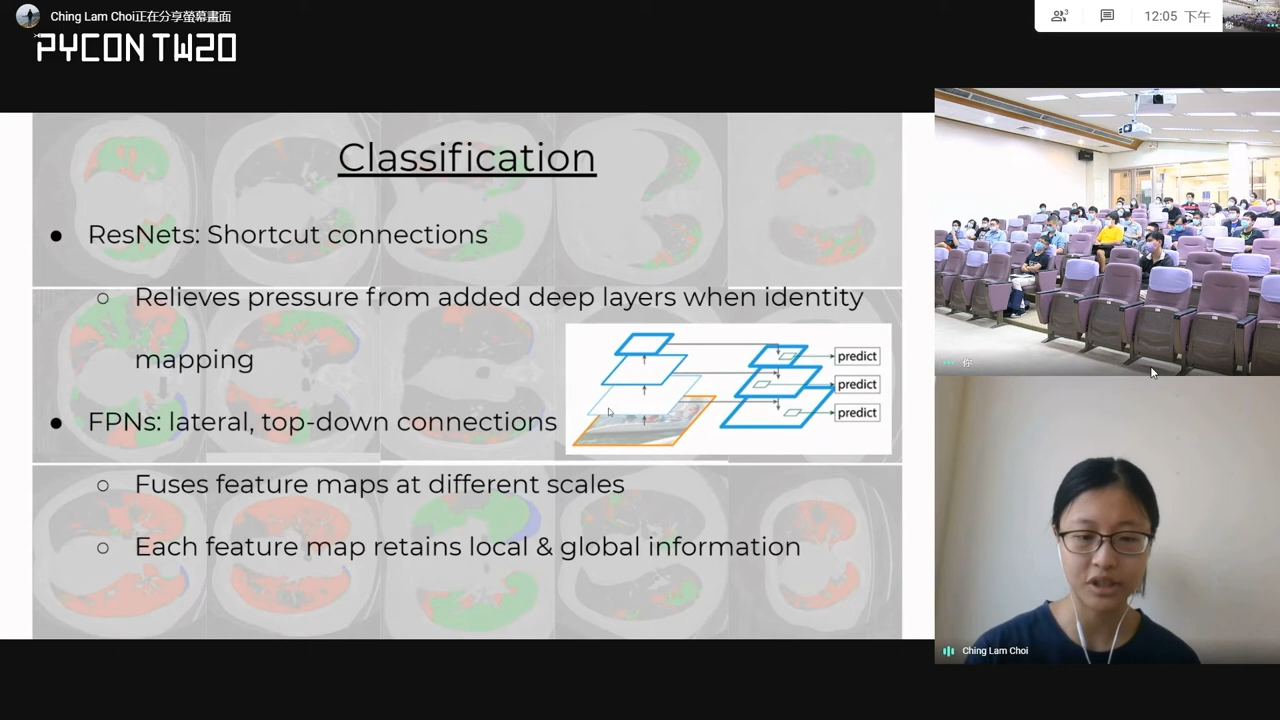 Ching Lam Choi正在分享螢幕畫面
PYCON TW20
3
12:05 下午
你
Classification
● ResNets: Shortcut connections
○ Relieves pressure from added deep layers when identity
mapping
● FPNs: lateral, top-down connections
predict
predict
predict
○ Fuses feature maps at different scales
○ Each feature map retains local & global information
你
Ching Lam Choi